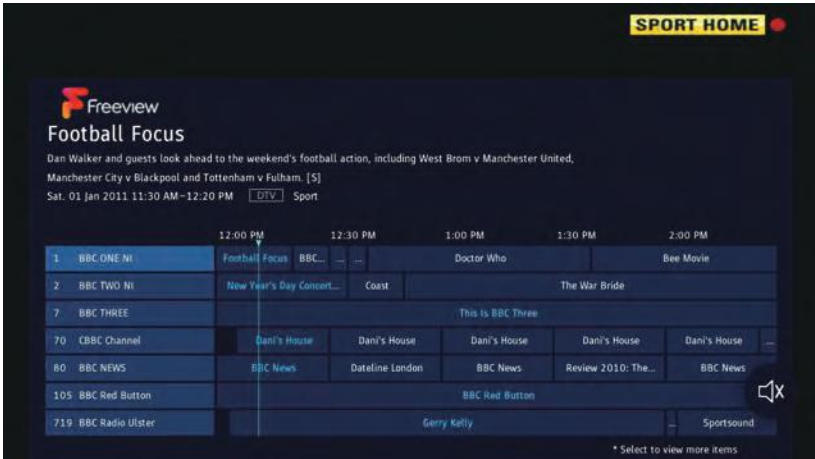 SPORT HOME
Freeview
Football Focus
Dan Walker and guests look ahead to the weekend's football action, including West Brom v Manchester United,
Manchester City v Blackpool and Tottenham v Fulham. [S]
Sat. 01 Jan 2011 11:30 AM–12:20 PM DTV Sport
12:00 PM 12:30 PM 1:00 PM 1:30 PM 2:00 PM
1 BBC ONE NI Football Focus BBC... ... ... Doctor Who Bee Movie
2 BBC TWO NI New Year's Day Concert... Coast The War Bride
7 BBC THREE This Is BBC Three
70 CBBC Channel Dani's House Dani's House Dani's House Dani's House Dani's House ...
80 BBC NEWS BBC News Dateline London BBC News Review 2010: The... BBC News
105 BBC Red Button BBC Red Button
719 BBC Radio Ulster Gerry Kelly ... Sportsound
* Select to view more items